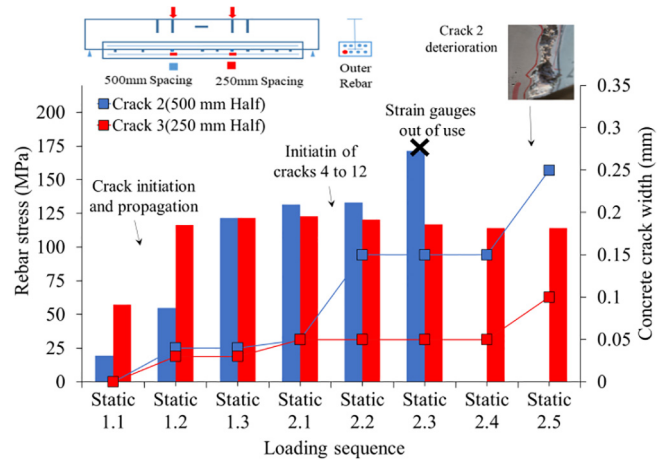 Crack 2
deterioration
500mm Spacing
250mm Spacing
Outer
Rebar
Crack 2(500 mm Half)
Crack 3(250 mm Half)
Strain gauges
out of use
Initiatin of
cracks 4 to 12
Crack initiation
and propagation
Rebar stress (MPa)
200
175
150
125
100
75
50
25
0
Concrete crack width (mm)
0.35
0.3
0.25
0.2
0.15
0.1
0.05
0
Static Static Static Static Static Static Static Static
1.1 1.2 1.3 2.1 2.2 2.3 2.4 2.5
Loading sequence